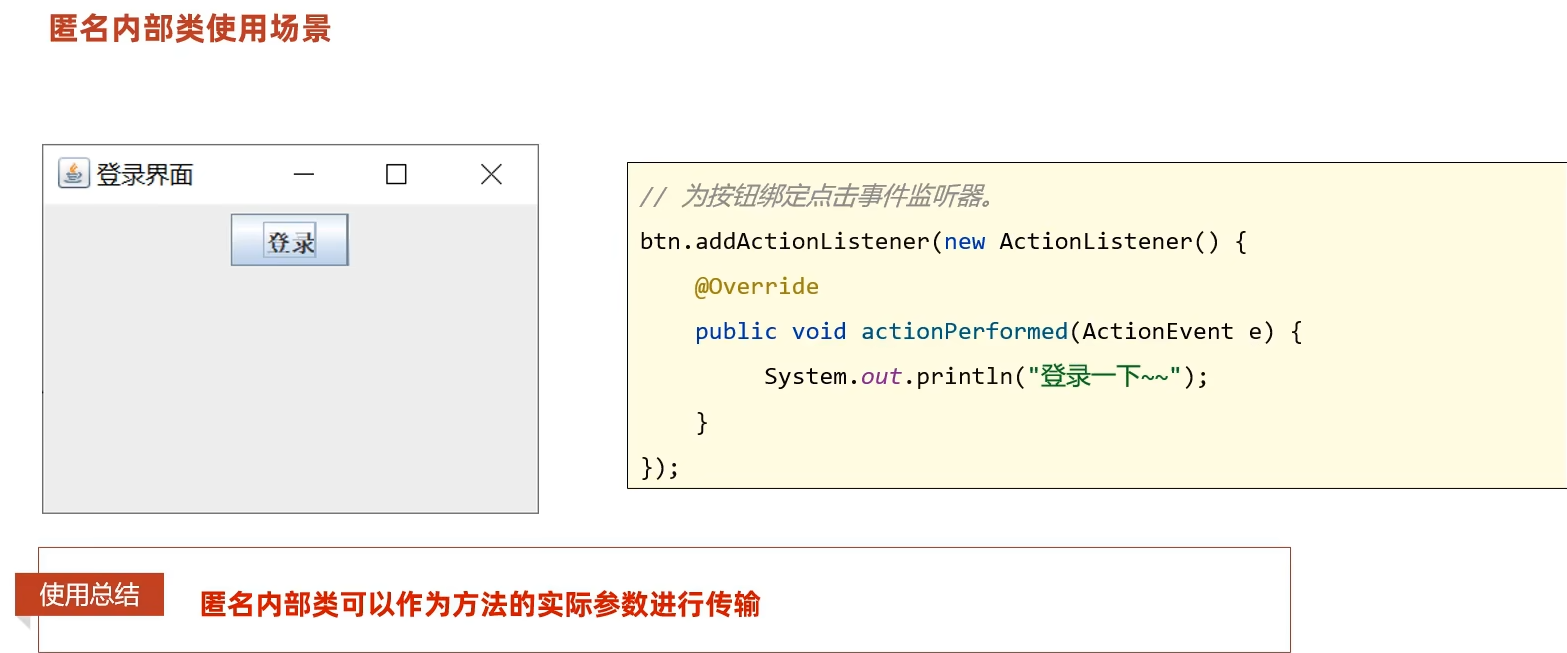 匿名内部类使用场景
登录界面
登录
// 为按钮绑定点击事件监听器。
btn.addActionListener(new ActionListener() {
@Override
public void actionPerformed(ActionEvent e) {
System.out.println("登录一下~~");
}
});
使用总结
匿名内部类可以作为方法的实际参数进行传输